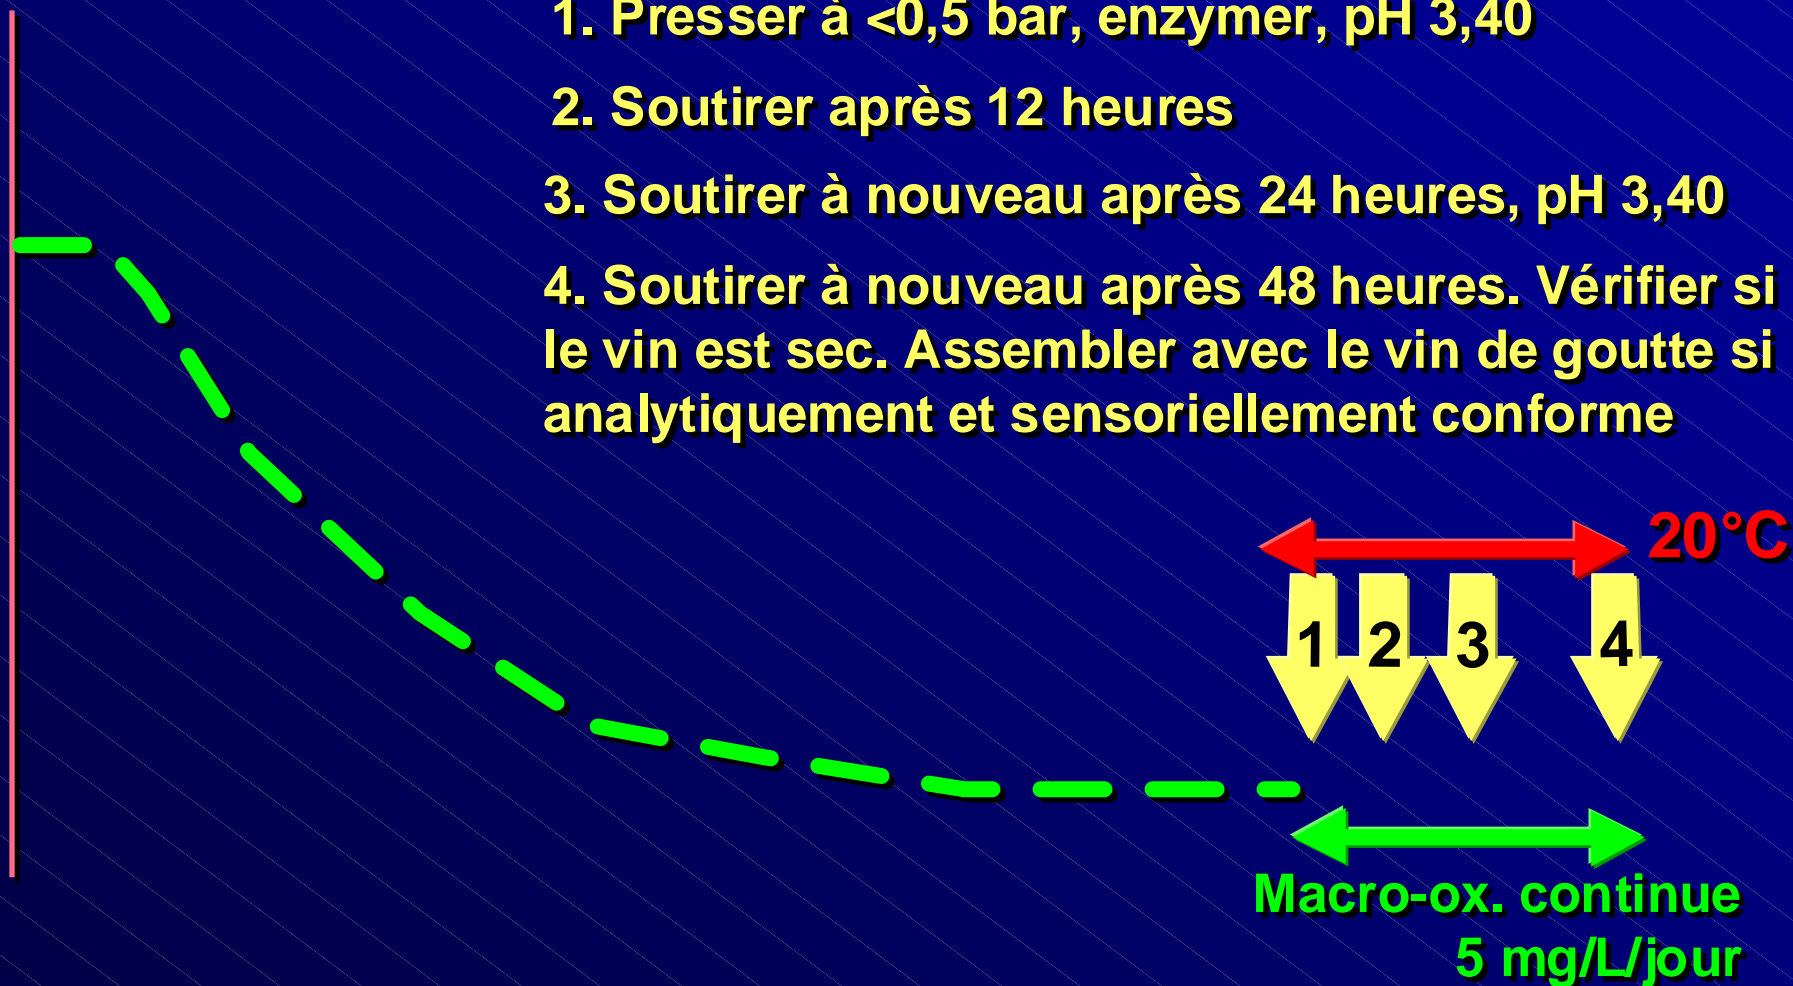 1. Presser à <0,5 bar, enzymer, pH 3,40
2. Soutirer après 12 heures
3. Soutirer à nouveau après 24 heures, pH 3,40
4. Soutirer à nouveau après 48 heures. Vérifier si
le vin est sec. Assembler avec le vin de goutte si
analytiquement et sensoriellement conforme
20°C
1 2 3 4
Macro-ox. continue
5 mg/L/jour